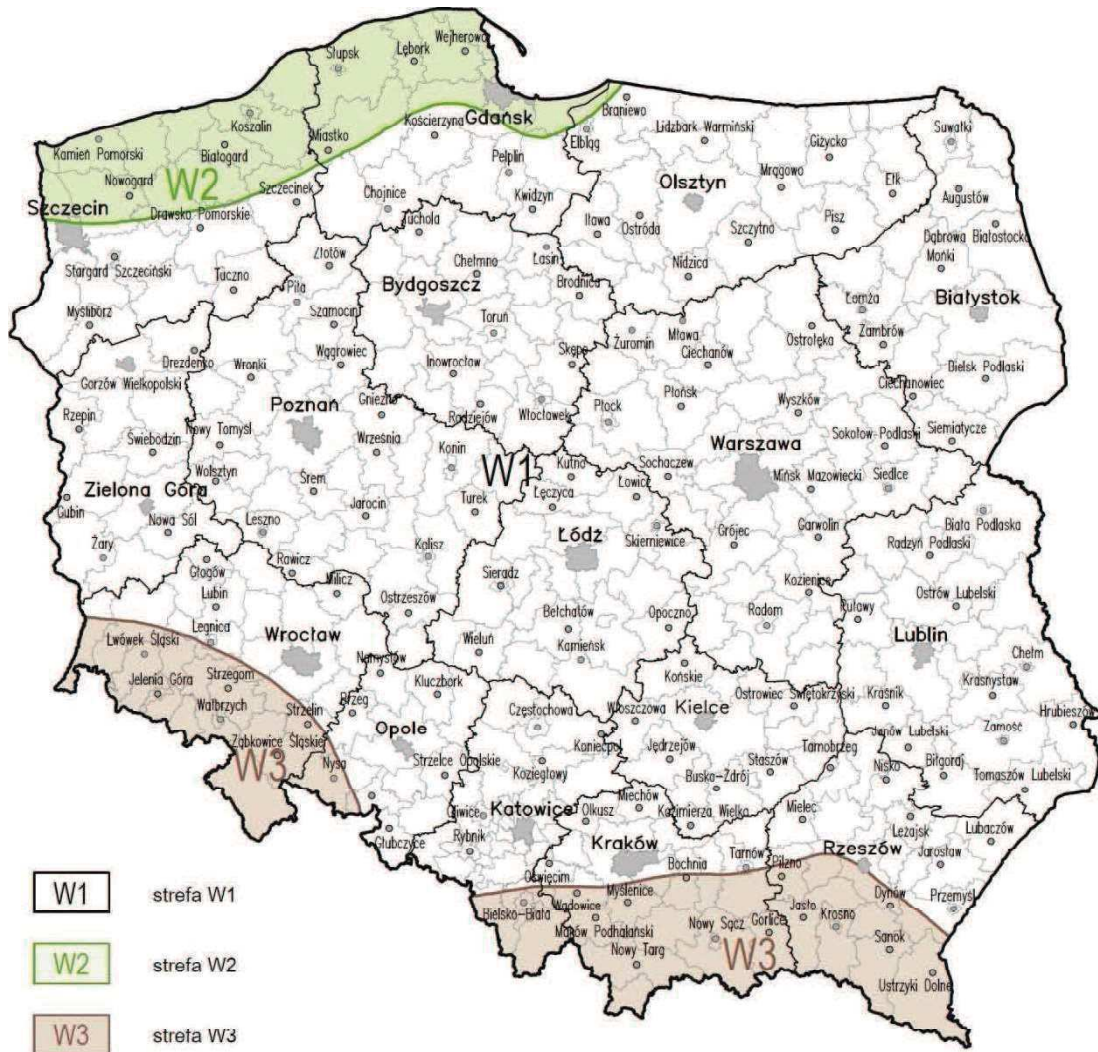 Wejherowo
Lębork
Słupsk
Koszalin
Kamień Pomorski
Białogard
Nowogard
W2
Miastko
Kościerzyna
Gdańsk
Braniewo
Elbląg
Lidzbark Warmiński
Giżycko
Suwałki
Mrągowo
Ełk
Augustów
Pelplin
Olsztyn
Szczecinek
Szczecin
Drawsko Pomorskie
Chojnice
Kwidzyn
Tuchola
Iława
Ostróda
Szczytno
Pisz
Dąbrowa Białostocka
Mońki
Stargard Szczeciński
Złotów
Chełmno
Łasin
Nidzica
Tuczno
Piła
Bydgoszcz
Brodnica
Łomża
Białystok
Myślibórz
Szamocin
Toruń
Żuromin
Mława
Ostrołęka
Zambrów
Drezdenko
Wronki
Wągrowiec
Inowrocław
Skępe
Ciechanów
Bielsk Podlaski
Gorzów Wielkopolski
Ciechanowiec
Rzepin
Poznań
Gniezno
Radziejów
Włocławek
Płock
Płońsk
Wyszków
Świebodzin
Nowy Tomyśl
Września
Konin
W1
Kutno
Sochaczew
Warszawa
Sokołow-Podlaski
Siemiatycze
Wolsztyn
Zielona Góra
Śrem
Turek
Łęczyca
Łowicz
Mińsk Mazowiecki
Siedlce
Gubin
Nowa Sól
Leszno
Jarocin
Łódź
Skierniewice
Grójec
Garwolin
Biała Podlaska
Żary
Radzyń Podlaski
Głogów
Rawicz
Kalisz
Sieradz
Kozienice
Lubin
Milicz
Ostrzeszów
Bełchatów
Opoczno
Radom
Puławy
Ostrów Lubelski
Legnica
Wrocław
Wieluń
Kamieńsk
Lublin
Lwówek Śląski
Namysłów
Końskie
Chełm
Jelenia Góra
Strzegom
Kluczbork
Ostrowiec Świętokrzyski
Kraśnik
Krasnystaw
Wałbrzych
Strzelin
Brzeg
Częstochowa
Włoszczowa
Kielce
Hrubieszów
Ząbkowice Śląskie
Opole
Koniecpol
Jędrzejów
Tarnobrzeg
Janów Lubelski
Zamość
W3
Nysa
Strzelce Opolskie
Koziegłowy
Staszów
Nisko
Biłgoraj
Tomaszów Lubelski
Busko-Zdrój
Gliwice
Katowice
Olkusz
Miechów
Kazimierza Wielka
Mielec
Głubczyce
Rybnik
Leżajsk
Lubaczów
Kraków
Rzeszów
Jarosław
Oświęcim
Bochnia
Tarnów
Pilzno
Bielsko-Biała
Wadowice
Myślenice
Dynów
Przemyśl
Maków Podhalański
Nowy Sącz
Gorlice
Jasło
Krosno
Nowy Targ
W3
Sanok
Ustrzyki Dolne
W1 strefa W1
W2 strefa W2
W3 strefa W3